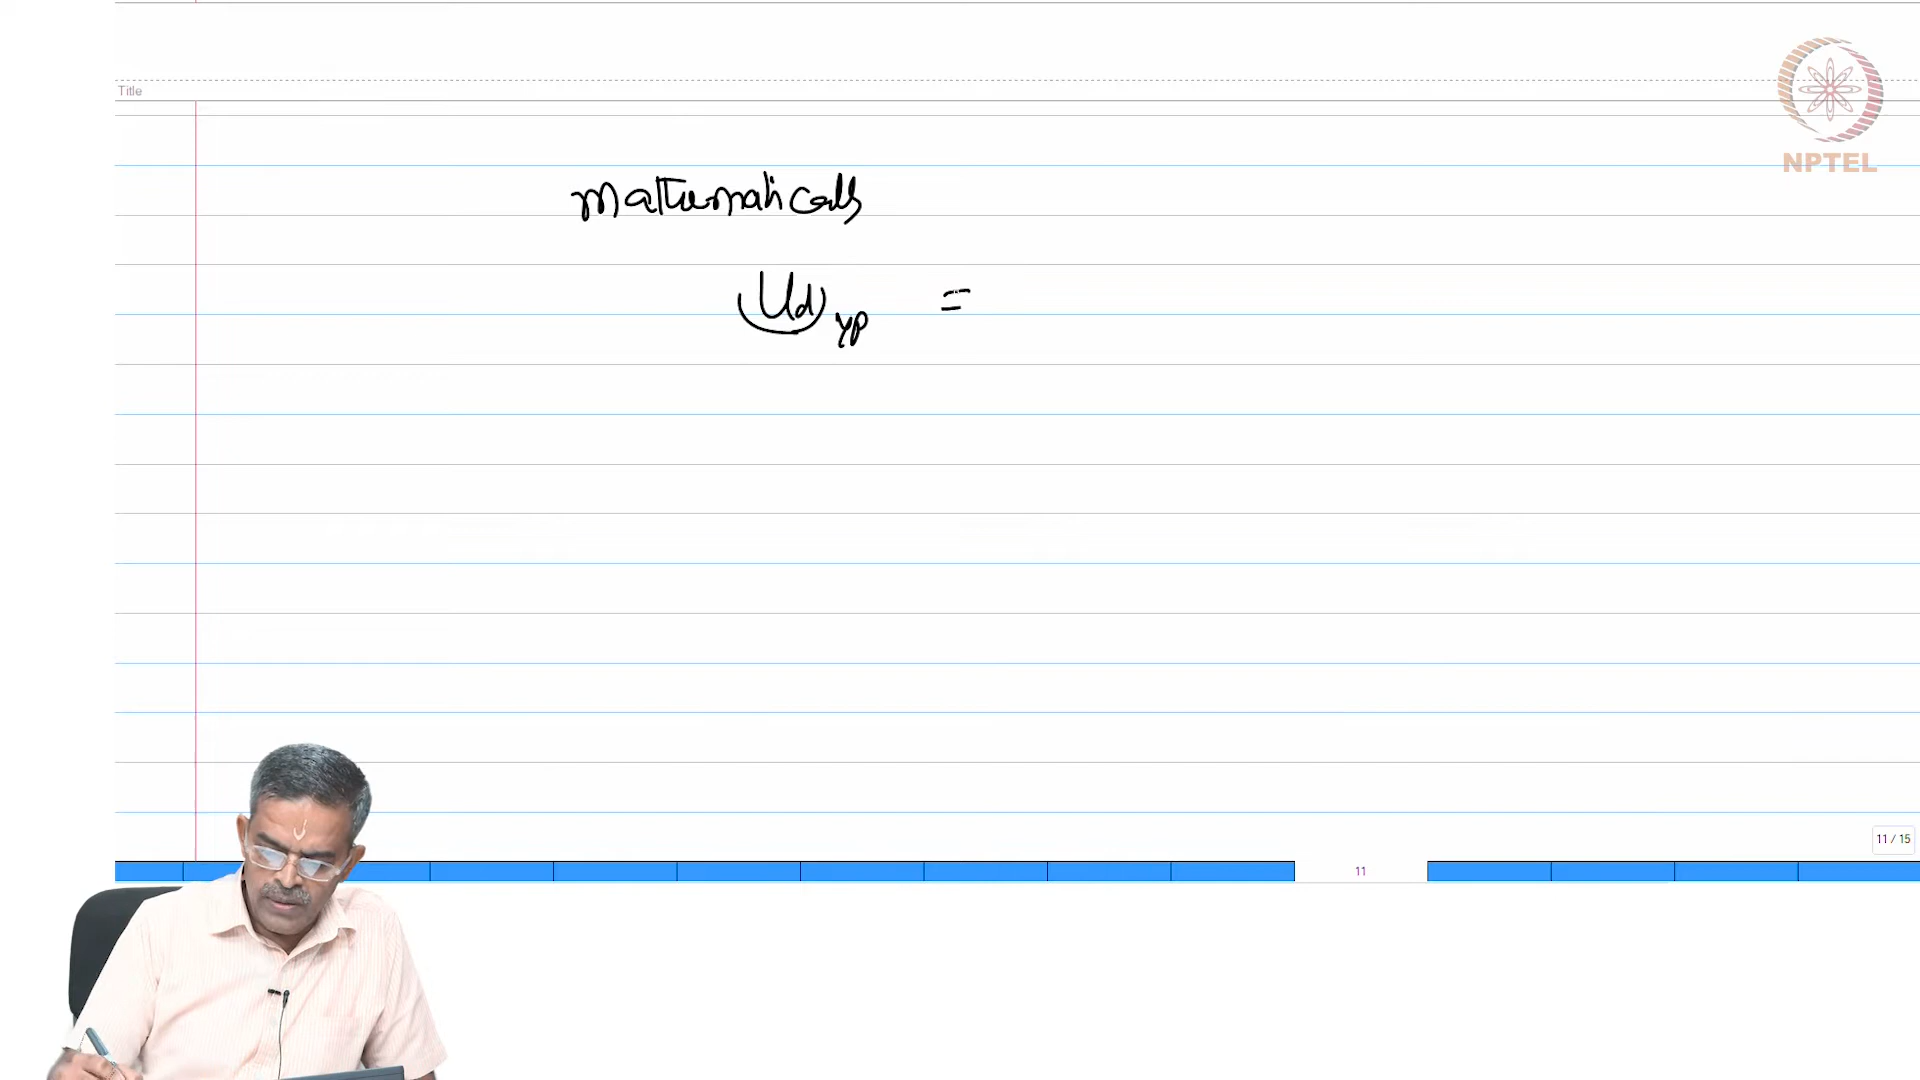 NPTEL
Title
mathematically
Ud)yp =
11 / 15
11